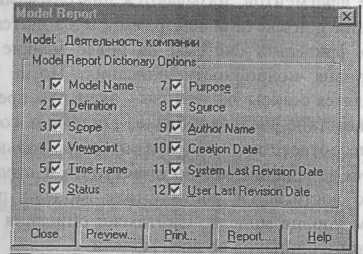 Model Report
Model: Деятельность компании
Model Report Dictionary Options
1 Model Name
2 Definition
3 Scope
4 Viewpoint
5 Time Frame
6 Status
7 Purpose
8 Source
9 Author Name
10 Creation Date
11 System Last Revision Date
12 User Last Revision Date
Close Preview... Print... Report... Help